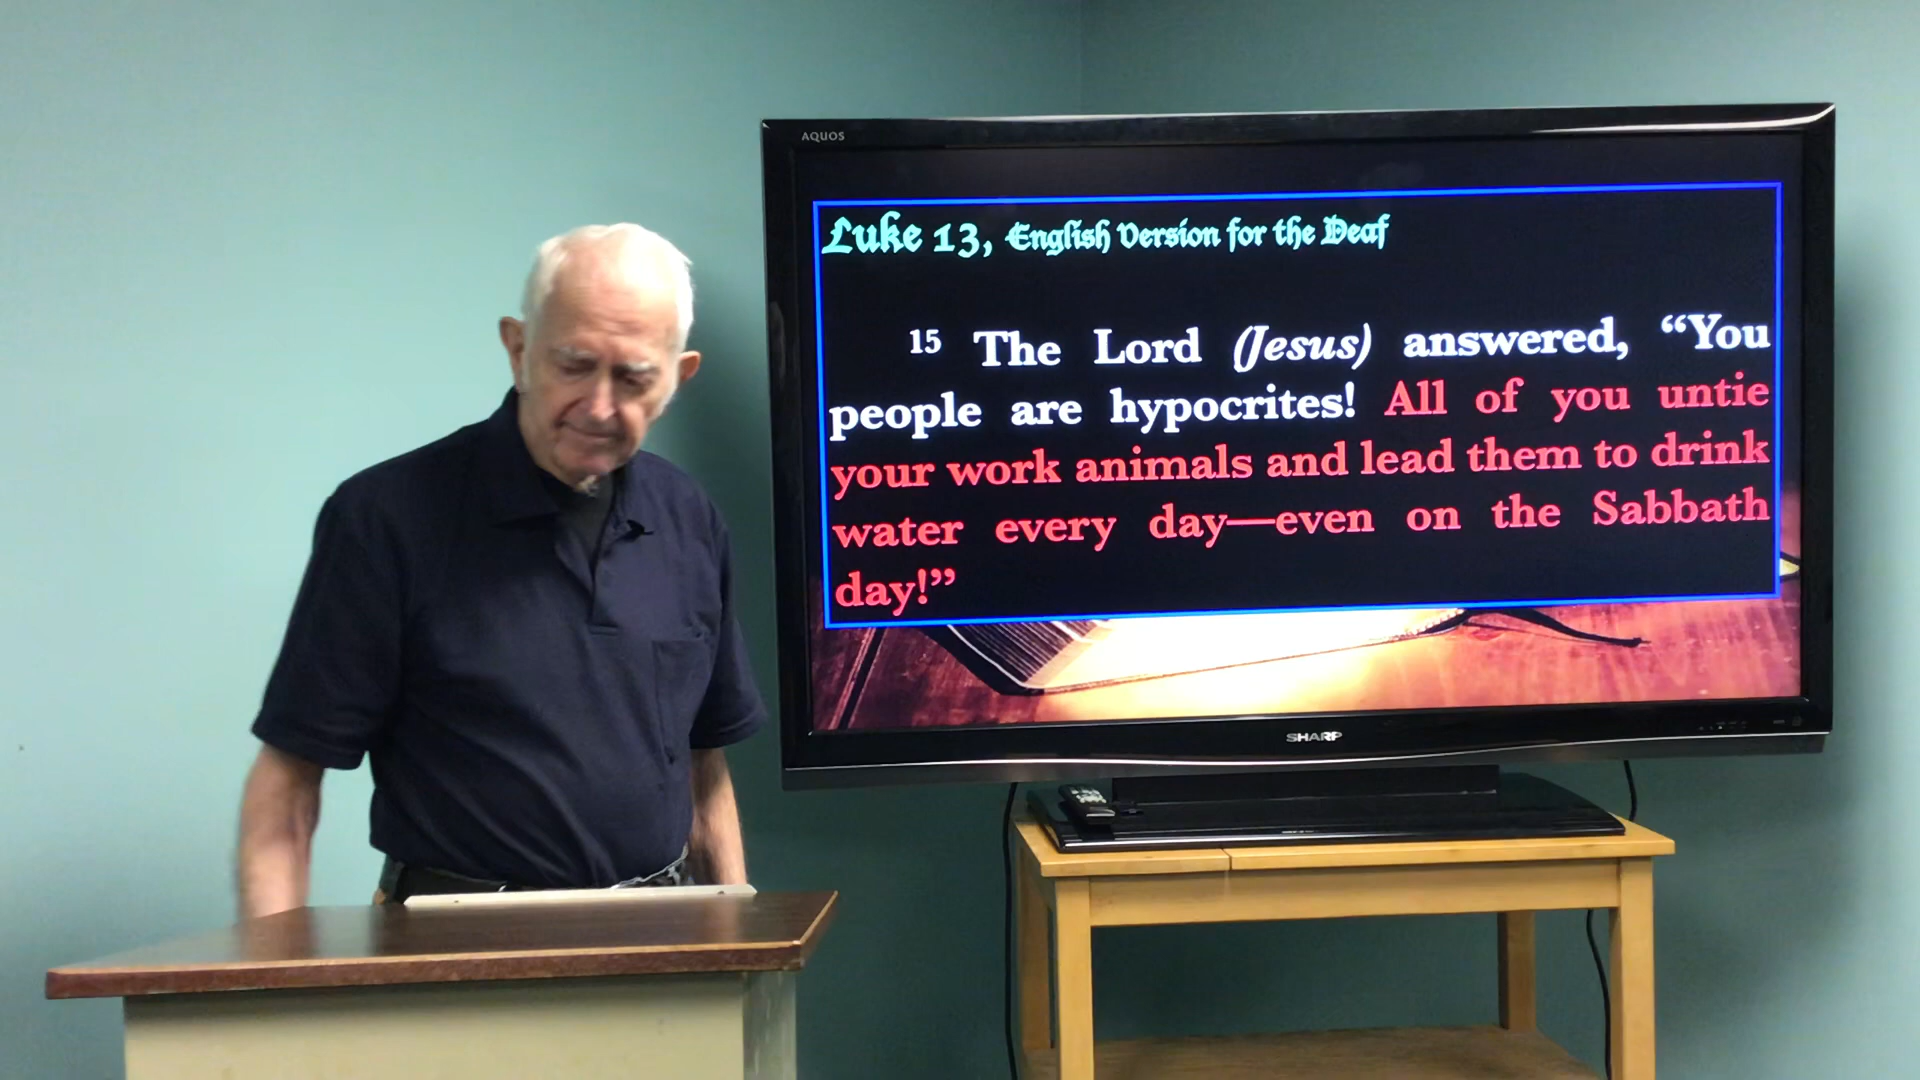 AQUOS
Luke 13, English Version for the Deaf
15 The Lord (Jesus) answered, “You
people are hypocrites! All of you untie
your work animals and lead them to drink
water every day—even on the Sabbath
day!”
SHARP